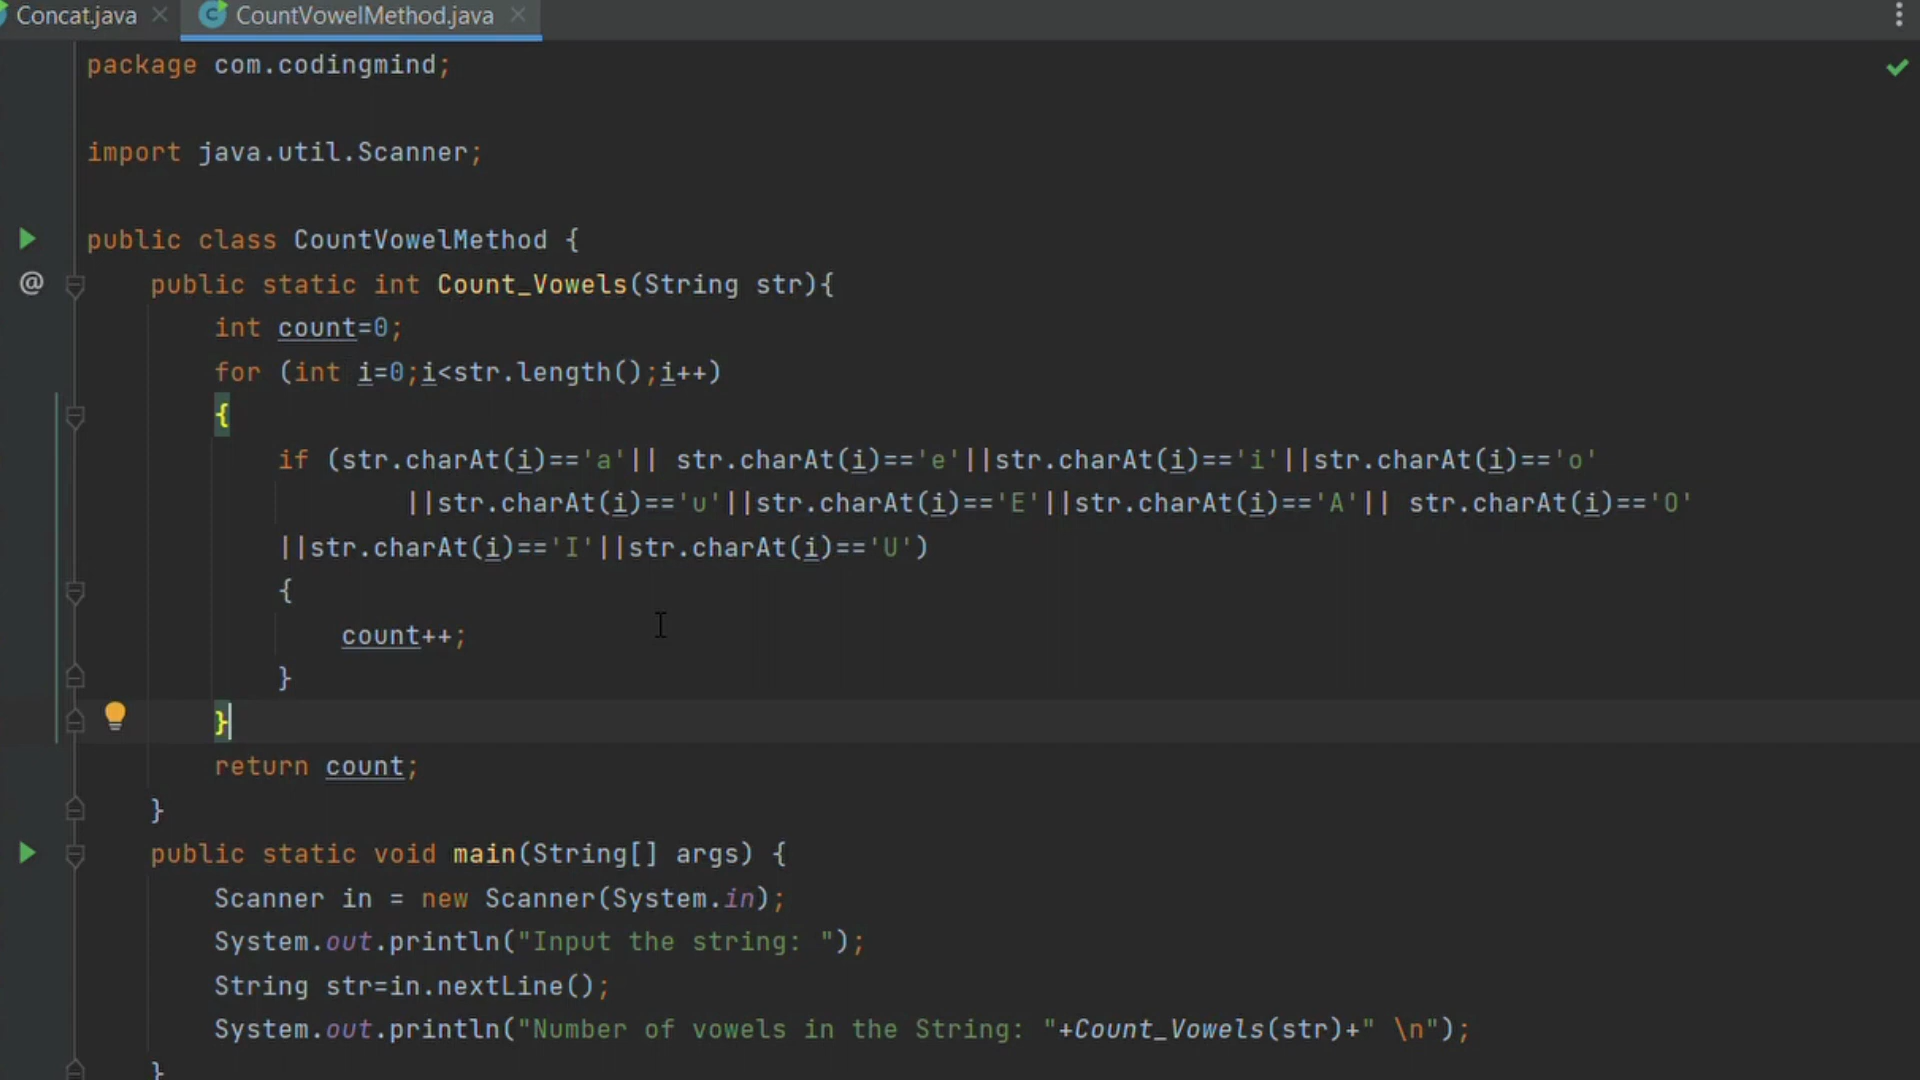 Concat.java CountVowelMethod.java
package com.codingmind;
import java.util.Scanner;
public class CountVowelMethod {
public static int Count_Vowels(String str){
int count=0;
for (int i=0;i<str.length();i++)
{
if (str.charAt(i)=='a'|| str.charAt(i)=='e'||str.charAt(i)=='i'||str.charAt(i)=='o'
||str.charAt(i)=='u'||str.charAt(i)=='E'||str.charAt(i)=='A'|| str.charAt(i)=='O'
||str.charAt(i)=='I'||str.charAt(i)=='U')
{
count++;
}
}
return count;
}
public static void main(String[] args) {
Scanner in = new Scanner(System.in);
System.out.println("Input the string: ");
String str=in.nextLine();
System.out.println("Number of vowels in the String: "+Count_Vowels(str)+" \n");
}